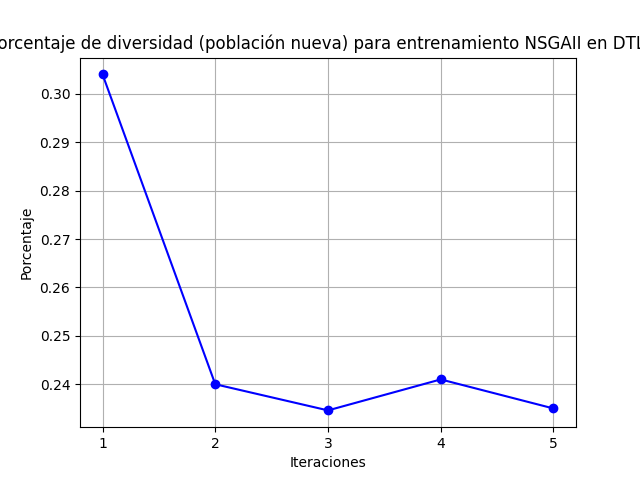 orcentaje de diversidad (población nueva) para entrenamiento NSGAII en DTL
0.30
0.29
0.28
0.27
0.26
0.25
0.24
Porcentaje
1 2 3 4 5
Iteraciones